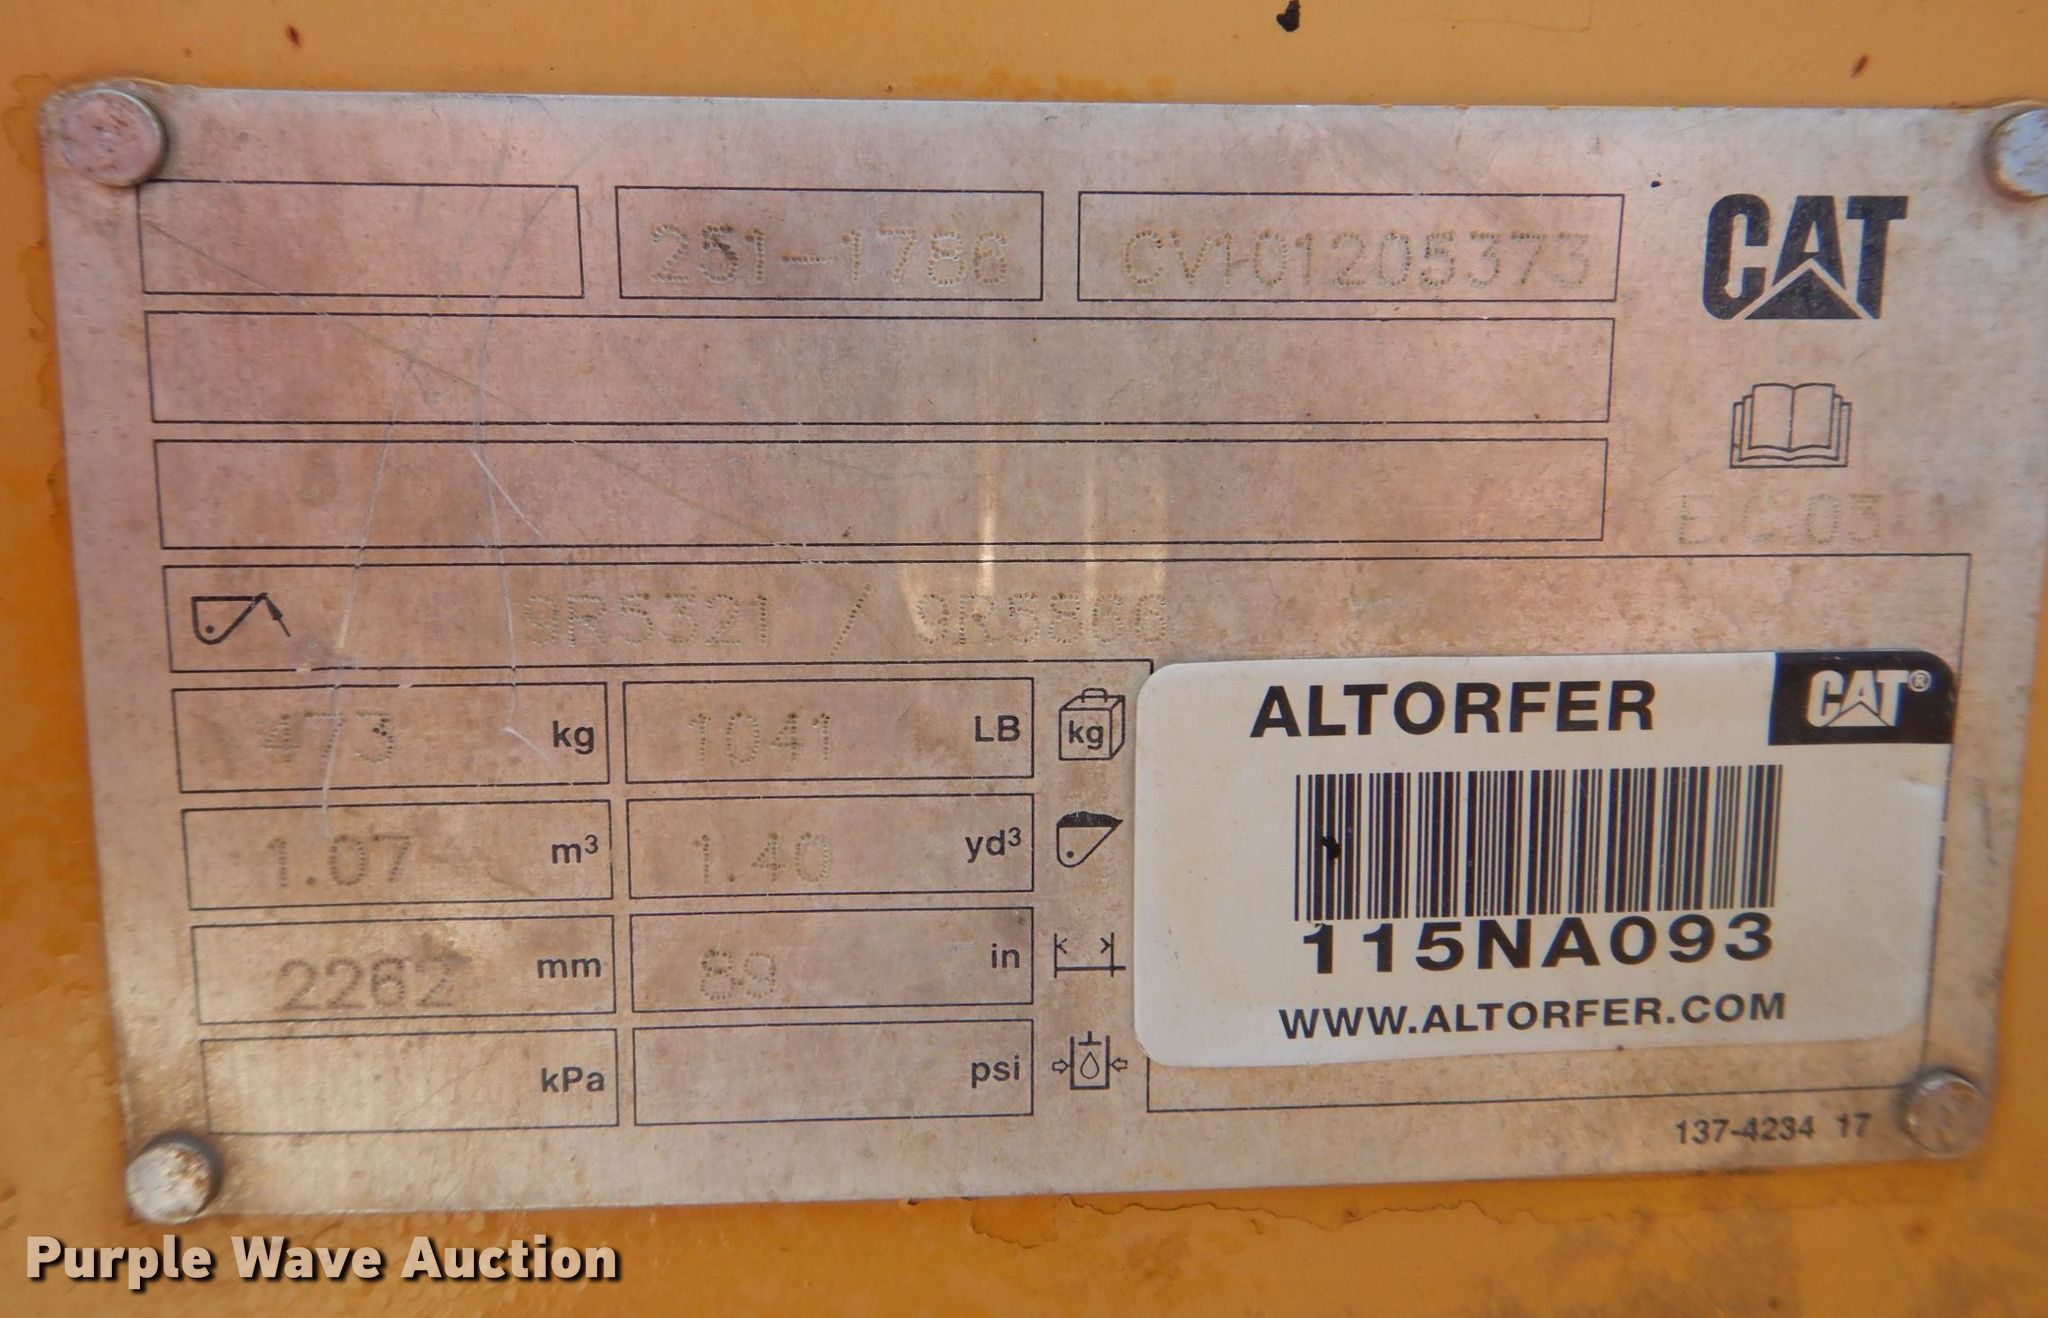 251-1786 CV101205373 CAT
E.C.03
9R5321 / 9R5866
473 kg 1041 LB kg
1.07 m³ 1.40 yd³
2262 mm 89 in
kPa psi
ALTORFER CAT®
115NA093
WWW.ALTORFER.COM
137-4234 17
Purple Wave Auction